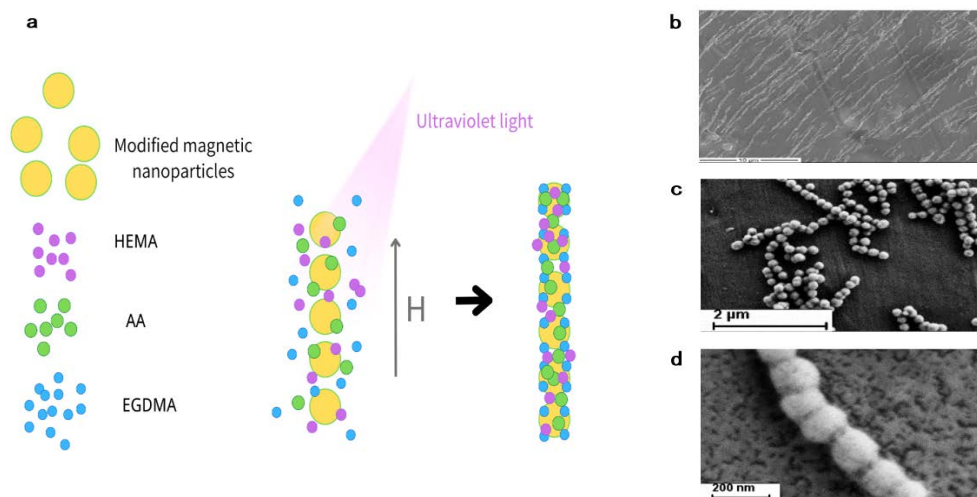 a
Modified magnetic
nanoparticles
HEMA
AA
EGDMA
Ultraviolet light
H
b
c
2 µm
d
200 nm